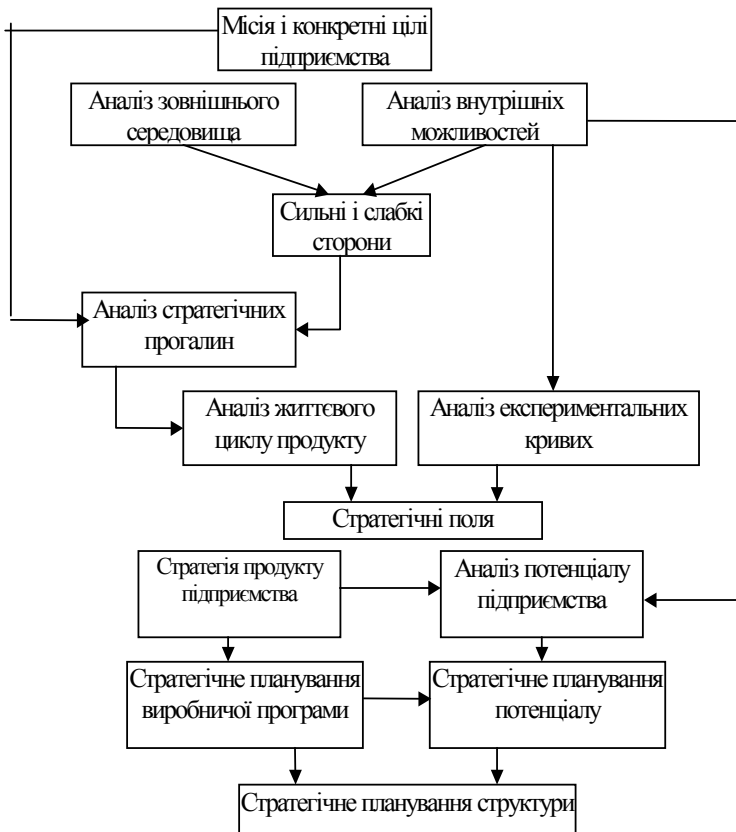 Місія і конкретні цілі
підприємства
Аналіз зовнішнього
середовища
Аналіз внутрішніх
можливостей
Сильні і слабкі
сторони
Аналіз стратегічних
прогалин
Аналіз життєвого
циклу продукту
Аналіз експериментальних
кривих
Стратегічні поля
Стратегія продукту
підприємства
Аналіз потенціалу
підприємства
Стратегічне планування
виробничої програми
Стратегічне планування
потенціалу
Стратегічне планування структури